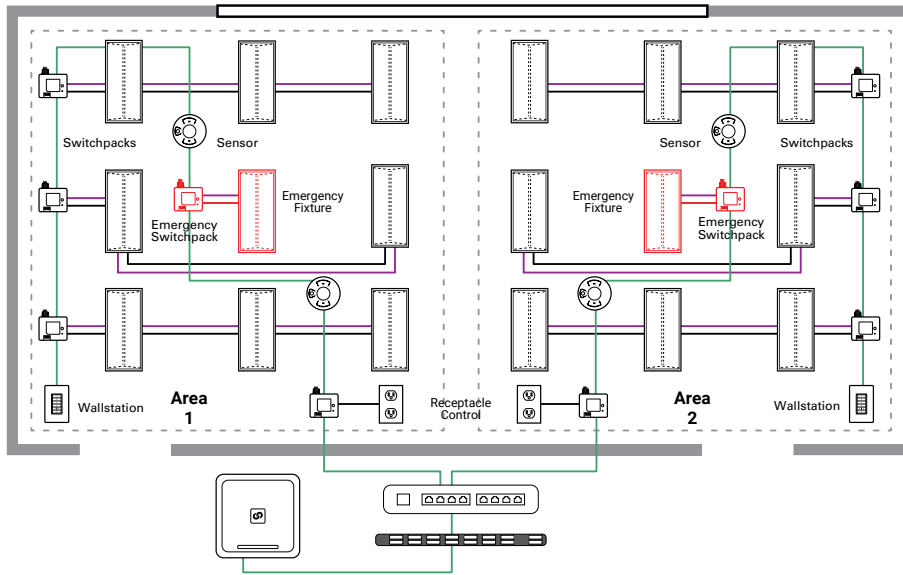 Switchpacks
Sensor
Sensor
Switchpacks
Emergency
Fixture
Emergency
Switchpack
Emergency
Fixture
Emergency
Switchpack
Wallstation
Area
1
Receptacle
Control
Area
2
Wallstation